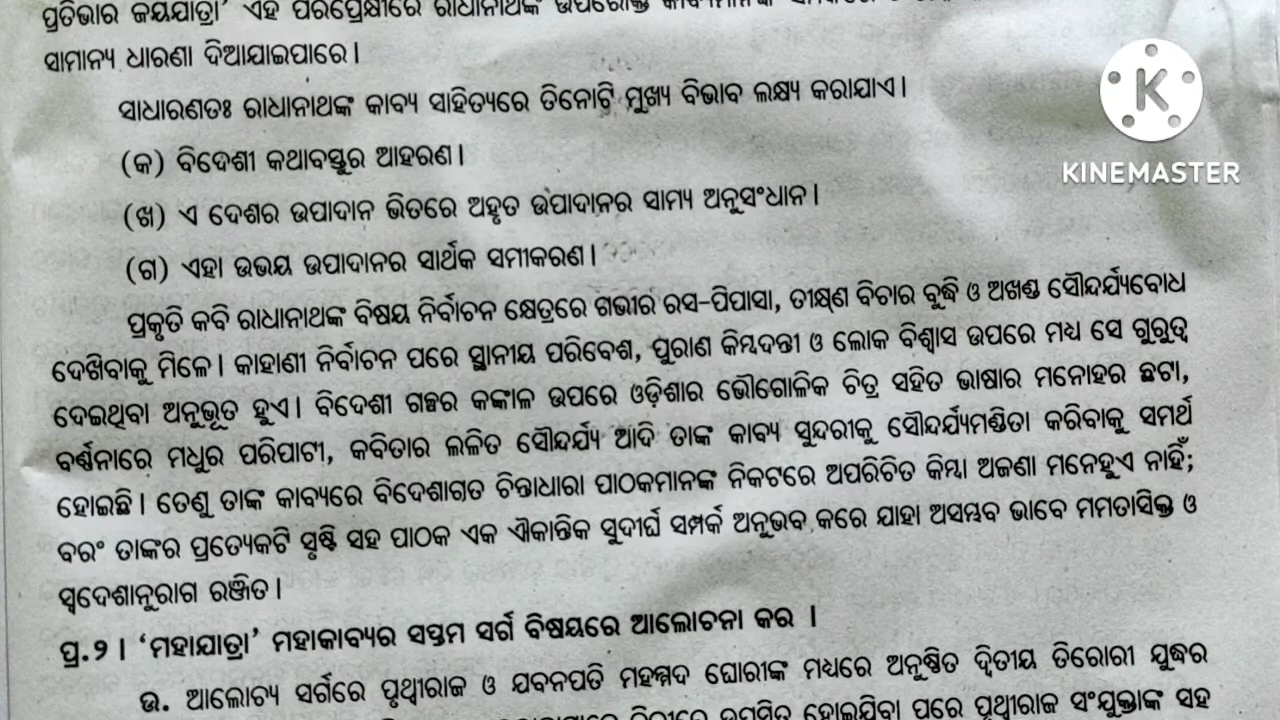 ପ୍ରତିଭାର ଜୟଯାତ୍ରା' ଏହି ପରିପ୍ରେକ୍ଷୀରେ ରାଧାନାଥଙ୍କ ଉପରୋକ୍ତ
ସାମାନ୍ୟ ଧାରଣା ଦିଆଯାଇପାରେ।
ସାଧାରଣତଃ ରାଧାନାଥଙ୍କ କାବ୍ୟ ସାହିତ୍ୟରେ ତିନୋଟି ମୁଖ୍ୟ ବିଭାବ ଲକ୍ଷ୍ୟ କରାଯାଏ।
(କ) ବିଦେଶୀ କଥାବସ୍ତୁର ଆହରଣ।
(ଖ) ଏ ଦେଶର ଉପାଦାନ ଭିତରେ ଅହୃତ ଉପାଦାନର ସାମ୍ୟ ଅନୁସଂଧାନ।
(ଗ) ଏହା ଉଭୟ ଉପାଦାନର ସାର୍ଥକ ସମୀକରଣ।
ପ୍ରକୃତି କବି ରାଧାନାଥଙ୍କ ବିଷୟ ନିର୍ବାଚନ କ୍ଷେତ୍ରରେ ଗଭୀର ରସ-ପିପାସା, ତୀକ୍ଷ୍ଣ ବିଚାର ବୁଦ୍ଧି ଓ ଅଖଣ୍ଡ ସୌନ୍ଦର୍ଯ୍ୟବୋଧ
ଦେଖିବାକୁ ମିଳେ। କାହାଣୀ ନିର୍ବାଚନ ପରେ ସ୍ଥାନୀୟ ପରିବେଶ, ପୁରାଣ କିମ୍ବଦନ୍ତୀ ଓ ଲୋକ ବିଶ୍ୱାସ ଉପରେ ମଧ୍ୟ ସେ ଗୁରୁତ୍ୱ
ଦେଇଥିବା ଅନୁଭୂତ ହୁଏ। ବିଦେଶୀ ଗଳ୍ପର କଙ୍କାଳ ଉପରେ ଓଡ଼ିଶାର ଭୌଗୋଳିକ ଚିତ୍ର ସହିତ ଭାଷାର ମନୋହର ଛଟା,
ବର୍ଣ୍ଣନାରେ ମଧୁର ପରିପାଟୀ, କବିତାର ଲଳିତ ସୌନ୍ଦର୍ଯ୍ୟ ଆଦି ତାଙ୍କ କାବ୍ୟ ସୁନ୍ଦରୀକୁ ସୌନ୍ଦର୍ଯ୍ୟମଣ୍ଡିତା କରିବାକୁ ସମର୍ଥ
ହୋଇଛି। ତେଣୁ ତାଙ୍କ କାବ୍ୟରେ ବିଦେଶାଗତ ଚିନ୍ତାଧାରା ପାଠକମାନଙ୍କ ନିକଟରେ ଅପରିଚିତ କିମ୍ବା ଅଜଣା ମନେହୁଏ ନାହିଁ;
ବରଂ ତାଙ୍କର ପ୍ରତ୍ୟେକଟି ସୃଷ୍ଟି ସହ ପାଠକ ଏକ ଐକାନ୍ତିକ ସୁଦୀର୍ଘ ସମ୍ପର୍କ ଅନୁଭବ କରେ ଯାହା ଅସମ୍ଭବ ଭାବେ ମମତାସିକ୍ତ ଓ
ସ୍ୱଦେଶାନୁରାଗ ରଞ୍ଜିତ।
ପ୍ର.୨। 'ମହାଯାତ୍ରା' ମହାକାବ୍ୟର ସପ୍ତମ ସର୍ଗ ବିଷୟରେ ଆଲୋଚନା କର ।
ଉ. ଆଲୋଚ୍ୟ ସର୍ଗରେ ପୃଥ୍ୱୀରାଜ ଓ ଯବନପତି ମହମ୍ମଦ ଘୋରୀଙ୍କ ମଧ୍ୟରେ ଅନୁଷ୍ଠିତ ଦ୍ୱିତୀୟ ତିରୋରୀ ଯୁଦ୍ଧର
ଉପସ୍ଥିତ ହୋଇଯିବା ପରେ ପୃଥ୍ୱୀରାଜ ସଂଯୁକ୍ତାଙ୍କ ସହ
K
KINEMASTER